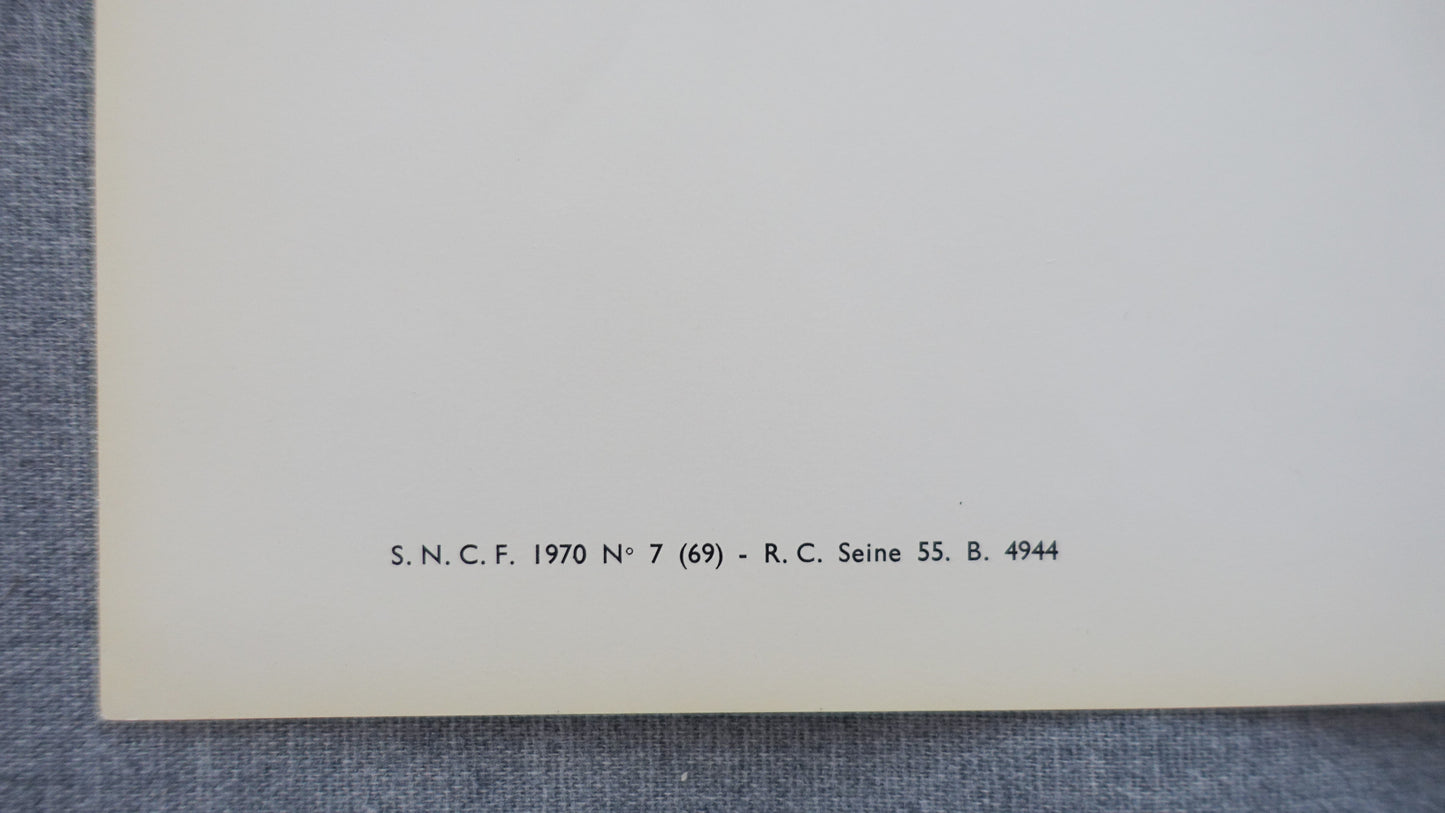 S. N. C. F. 1970 N° 7 (69) - R. C. Seine 55. B. 4944